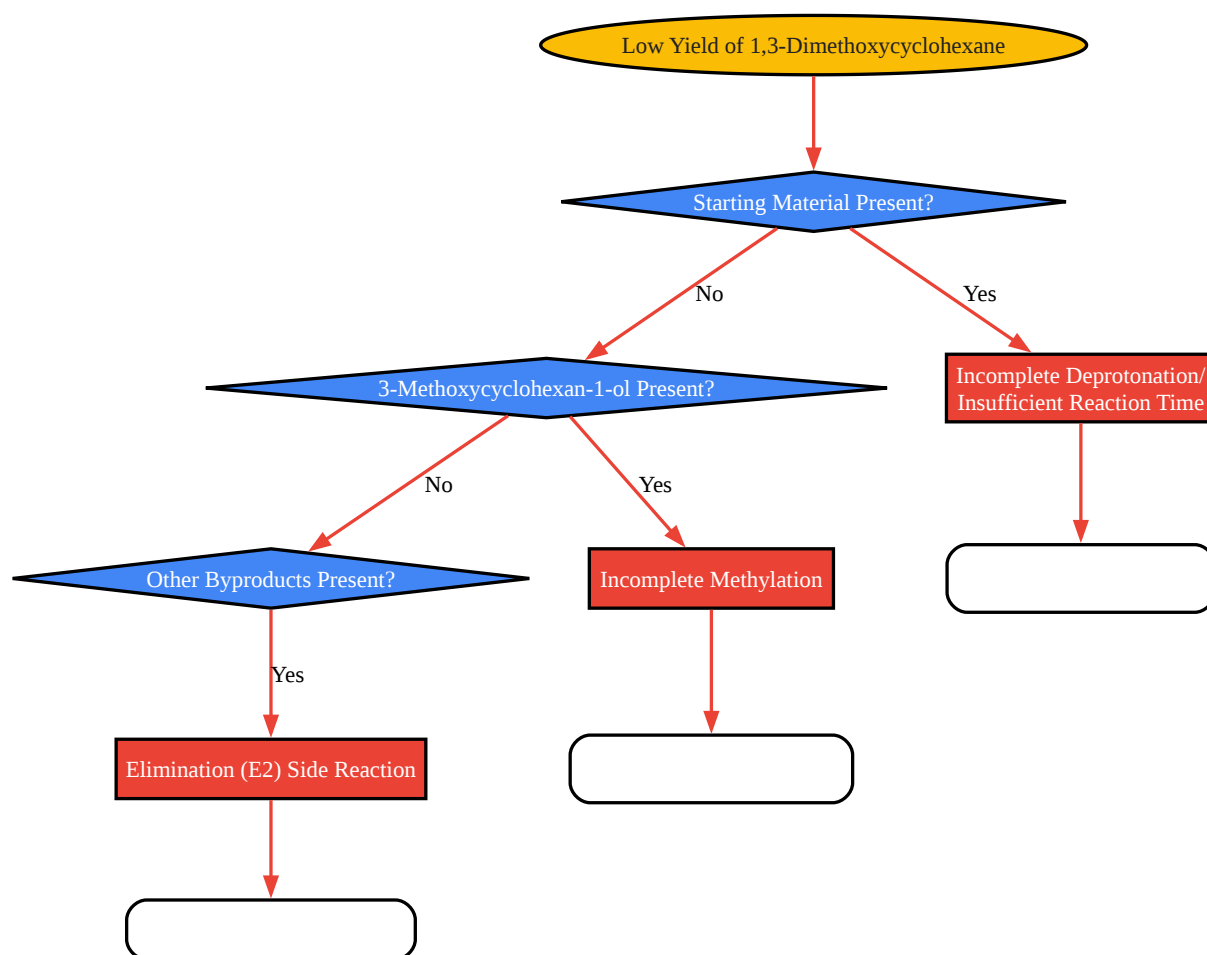 Low Yield of 1,3-Dimethoxycyclohexane
Starting Material Present?
No
Yes
3-Methoxycyclohexan-1-ol Present?
Incomplete Deprotonation/
Insufficient Reaction Time
No
Yes
Other Byproducts Present?
Incomplete Methylation
Yes
Elimination (E2) Side Reaction